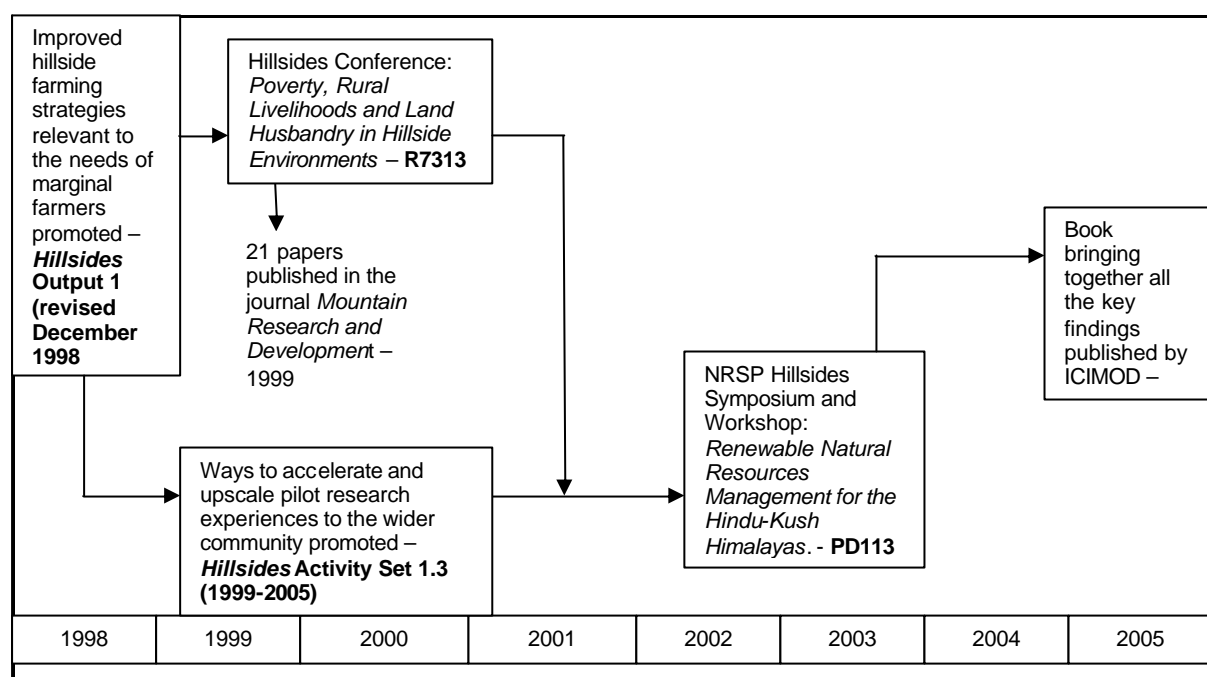 Improved
hillside
farming
strategies
relevant to
the needs of
marginal
farmers
promoted –
Hillsides
Output 1
(revised
December
1998
Hillsides Conference:
Poverty, Rural
Livelihoods and Land
Husbandry in Hillside
Environments – R7313
21 papers
published in the
journal Mountain
Research and
Development –
1999
Ways to accelerate and
upscale pilot research
experiences to the wider
community promoted –
Hillsides Activity Set 1.3
(1999-2005)
NRSP Hillsides
Symposium and
Workshop:
Renewable Natural
Resources
Management for the
Hindu-Kush
Himalayas. - PD113
Book
bringing
together all
the key
findings
published by
ICIMOD –
1998 1999 2000 2001 2002 2003 2004 2005